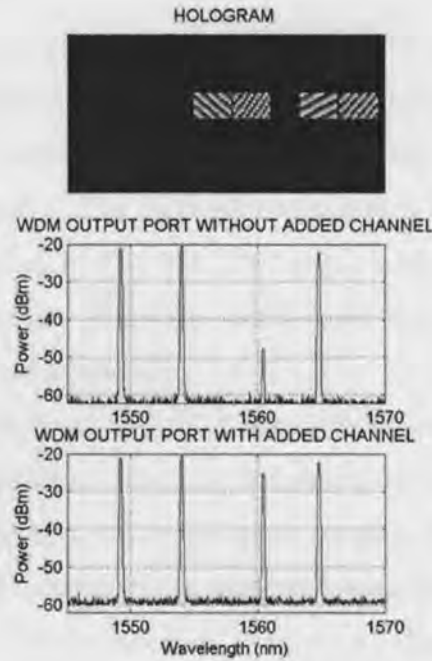 HOLOGRAM
WDM OUTPUT PORT WITHOUT ADDED CHANNEL
-20
-30
-40
-50
-60
Power (dBm)
1550 1560 1570
WDM OUTPUT PORT WITH ADDED CHANNEL
-20
-30
-40
-50
-60
Power (dBm)
1550 1560 1570
Wavelength (nm)